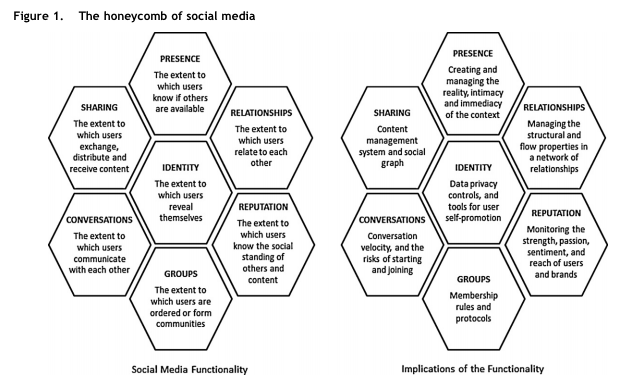 Figure 1. The honeycomb of social media
PRESENCE
The extent to
which users
know if others
are available
SHARING
The extent to
which users
exchange,
distribute and
receive content
RELATIONSHIPS
The extent to
which users
relate to each
other
IDENTITY
The extent to
which users
reveal
themselves
CONVERSATIONS
The extent to
which users
communicate
with each other
REPUTATION
The extent to
which users
know the social
standing of
others and
content
GROUPS
The extent to
which users are
ordered or form
communities
Social Media Functionality
PRESENCE
Creating and
managing the
reality, intimacy
and immediacy
of the context
SHARING
Content
management
system and social
graph
RELATIONSHIPS
Managing the
structural and
flow properties in
a network of
relationships
IDENTITY
Data privacy
controls, and
tools for user
self-promotion
CONVERSATIONS
Conversation
velocity, and the
risks of starting
and joining
REPUTATION
Monitoring the
strength, passion,
sentiment, and
reach of users
and brands
GROUPS
Membership
rules and
protocols
Implications of the Functionality